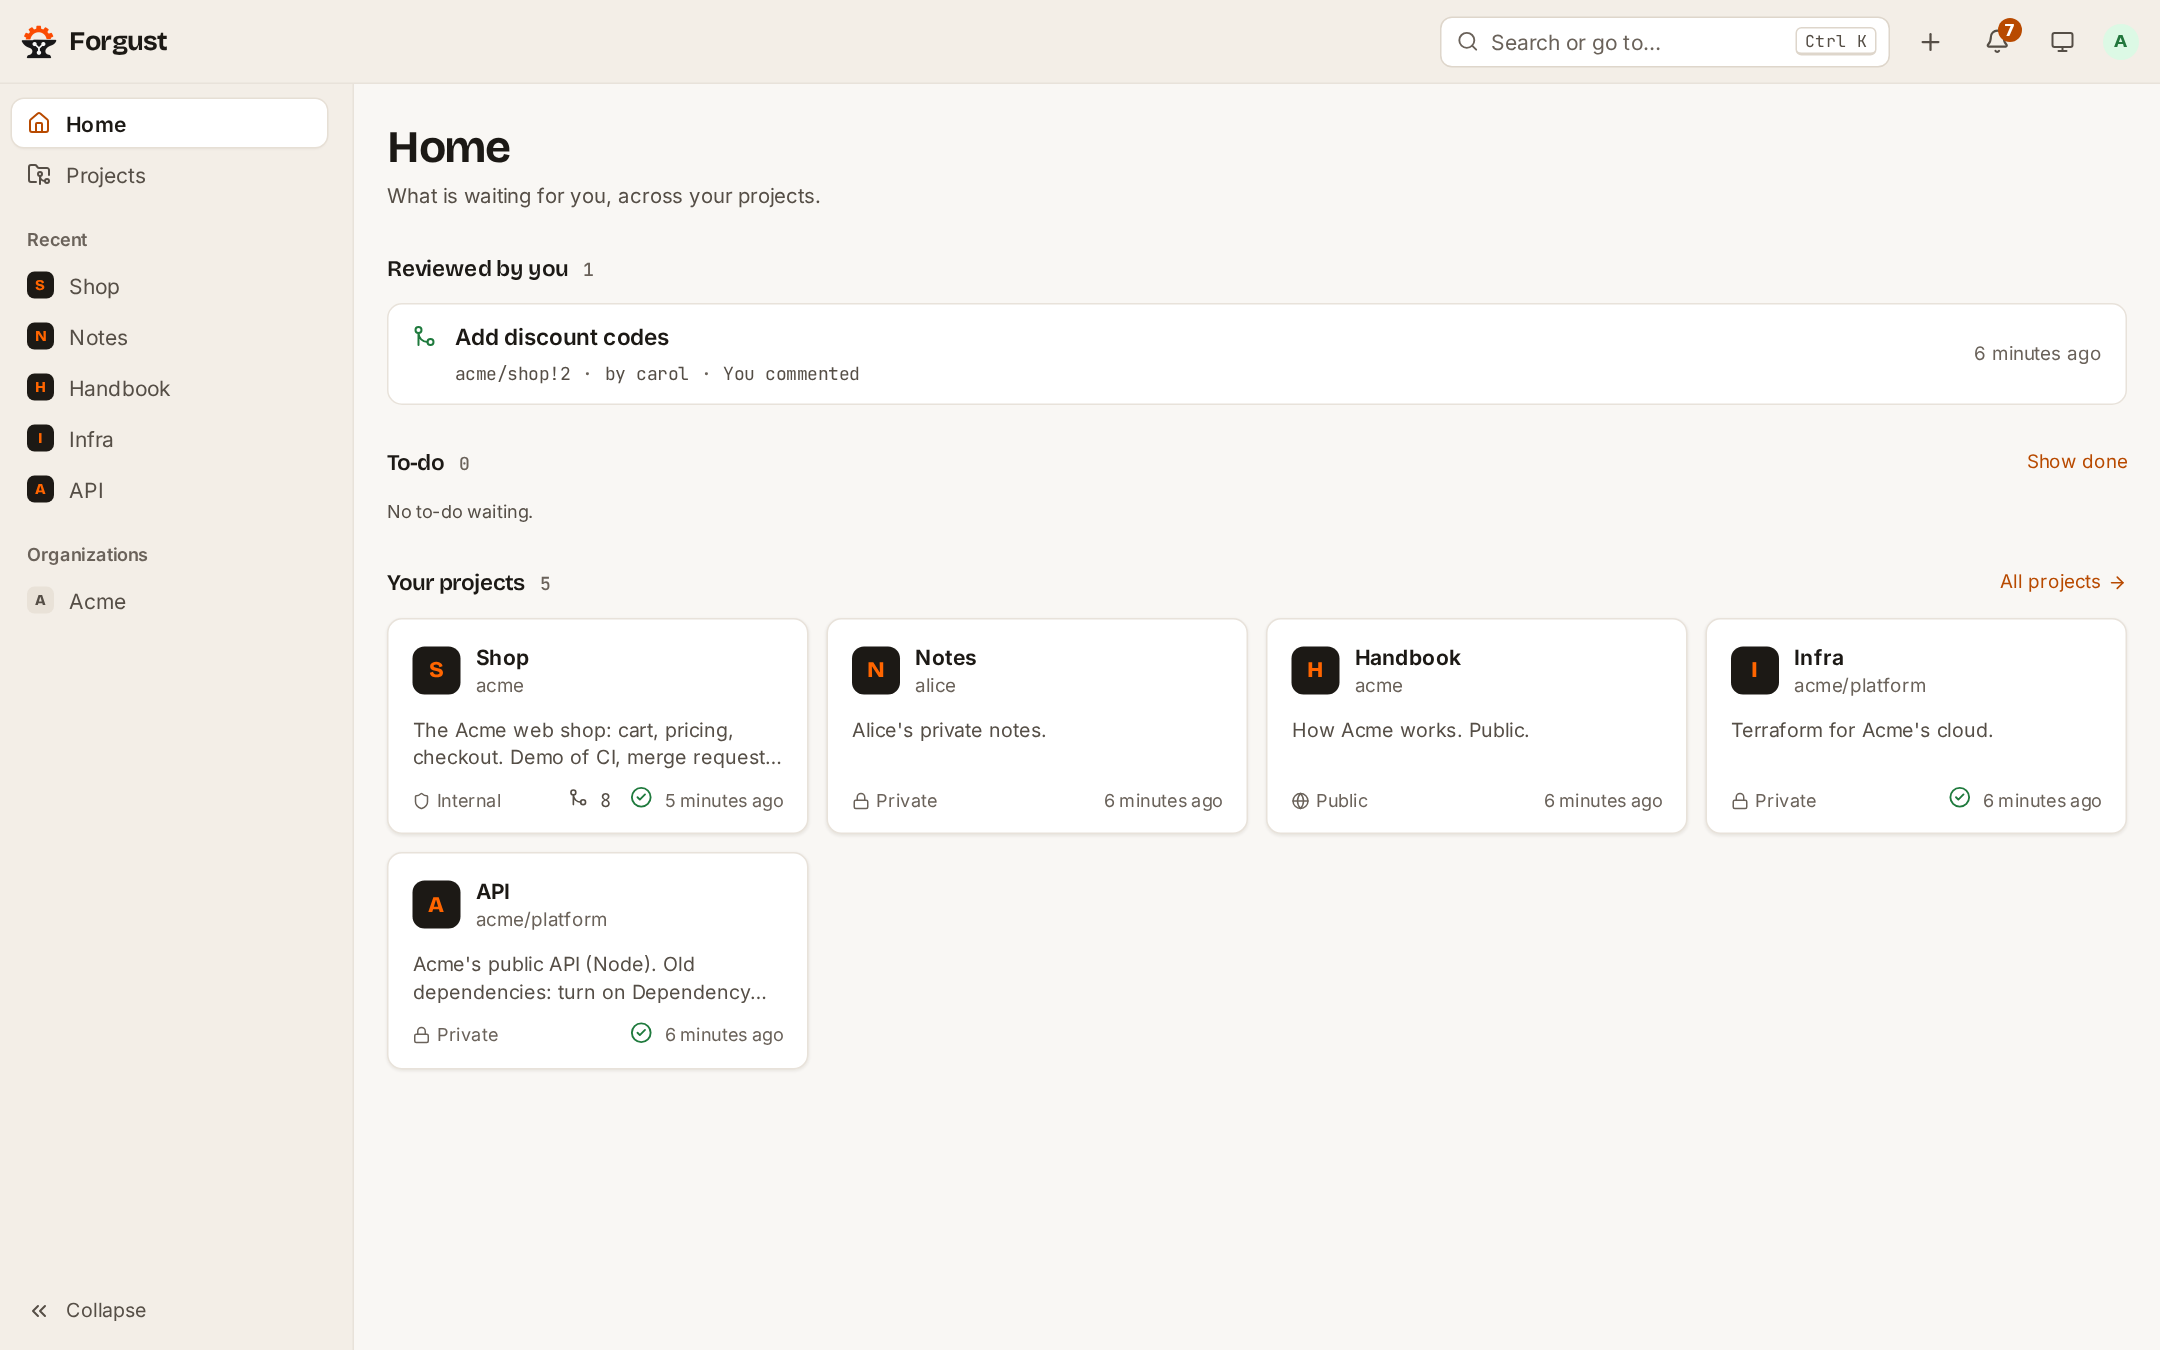 Forgust
Search or go to...
Ctrl K
7
A
Home
Projects
Recent
S Shop
N Notes
H Handbook
I Infra
A API
Organizations
A Acme
Collapse
Home
What is waiting for you, across your projects.
Reviewed by you 1
Add discount codes
acme/shop!2 · by carol · You commented
6 minutes ago
To-do 0
Show done
No to-do waiting.
Your projects 5
All projects →
S
Shop
acme
The Acme web shop: cart, pricing,
checkout. Demo of CI, merge request...
Internal 8 5 minutes ago
N
Notes
alice
Alice's private notes.
Private 6 minutes ago
H
Handbook
acme
How Acme works. Public.
Public 6 minutes ago
I
Infra
acme/platform
Terraform for Acme's cloud.
Private 6 minutes ago
A
API
acme/platform
Acme's public API (Node). Old
dependencies: turn on Dependency...
Private 6 minutes ago